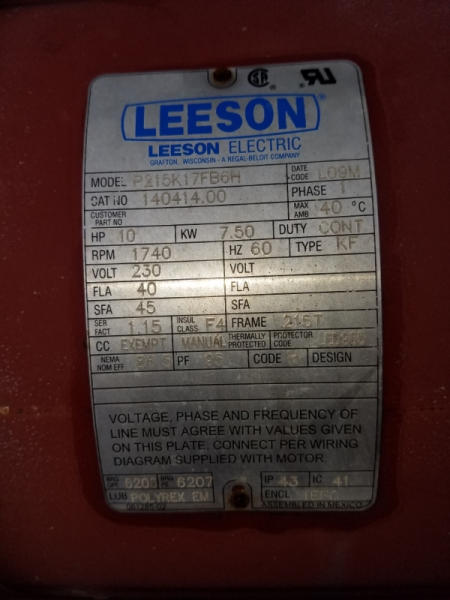 LEESON
LEESON ELECTRIC
GRAFTON, WISCONSIN - A REGAL-BELOIT COMPANY
MODEL P215K17FB6H DATE CODE L09M
CAT NO 140414.00 PHASE 1
CUSTOMER PART NO MAX AMB 40 °C
HP 10 KW 7.50 DUTY CONT
RPM 1740 HZ 60 TYPE KF
VOLT 230 VOLT
FLA 40 FLA
SFA 45 SFA
SER FACT 1.15 INSUL CLASS F4 FRAME 215T
CC EXEMPT MANUAL THERMALLY PROTECTED PROTECTOR CODE
NEMA NOM EFF PF 95 CODE DESIGN
VOLTAGE, PHASE AND FREQUENCY OF
LINE MUST AGREE WITH VALUES GIVEN
ON THIS PLATE, CONNECT PER WIRING
DIAGRAM SUPPLIED WITH MOTOR.
BRG 6207 IP 43 IC 41
LUB POLYREX EM ENCL
ASSEMBLED IN MEXICO